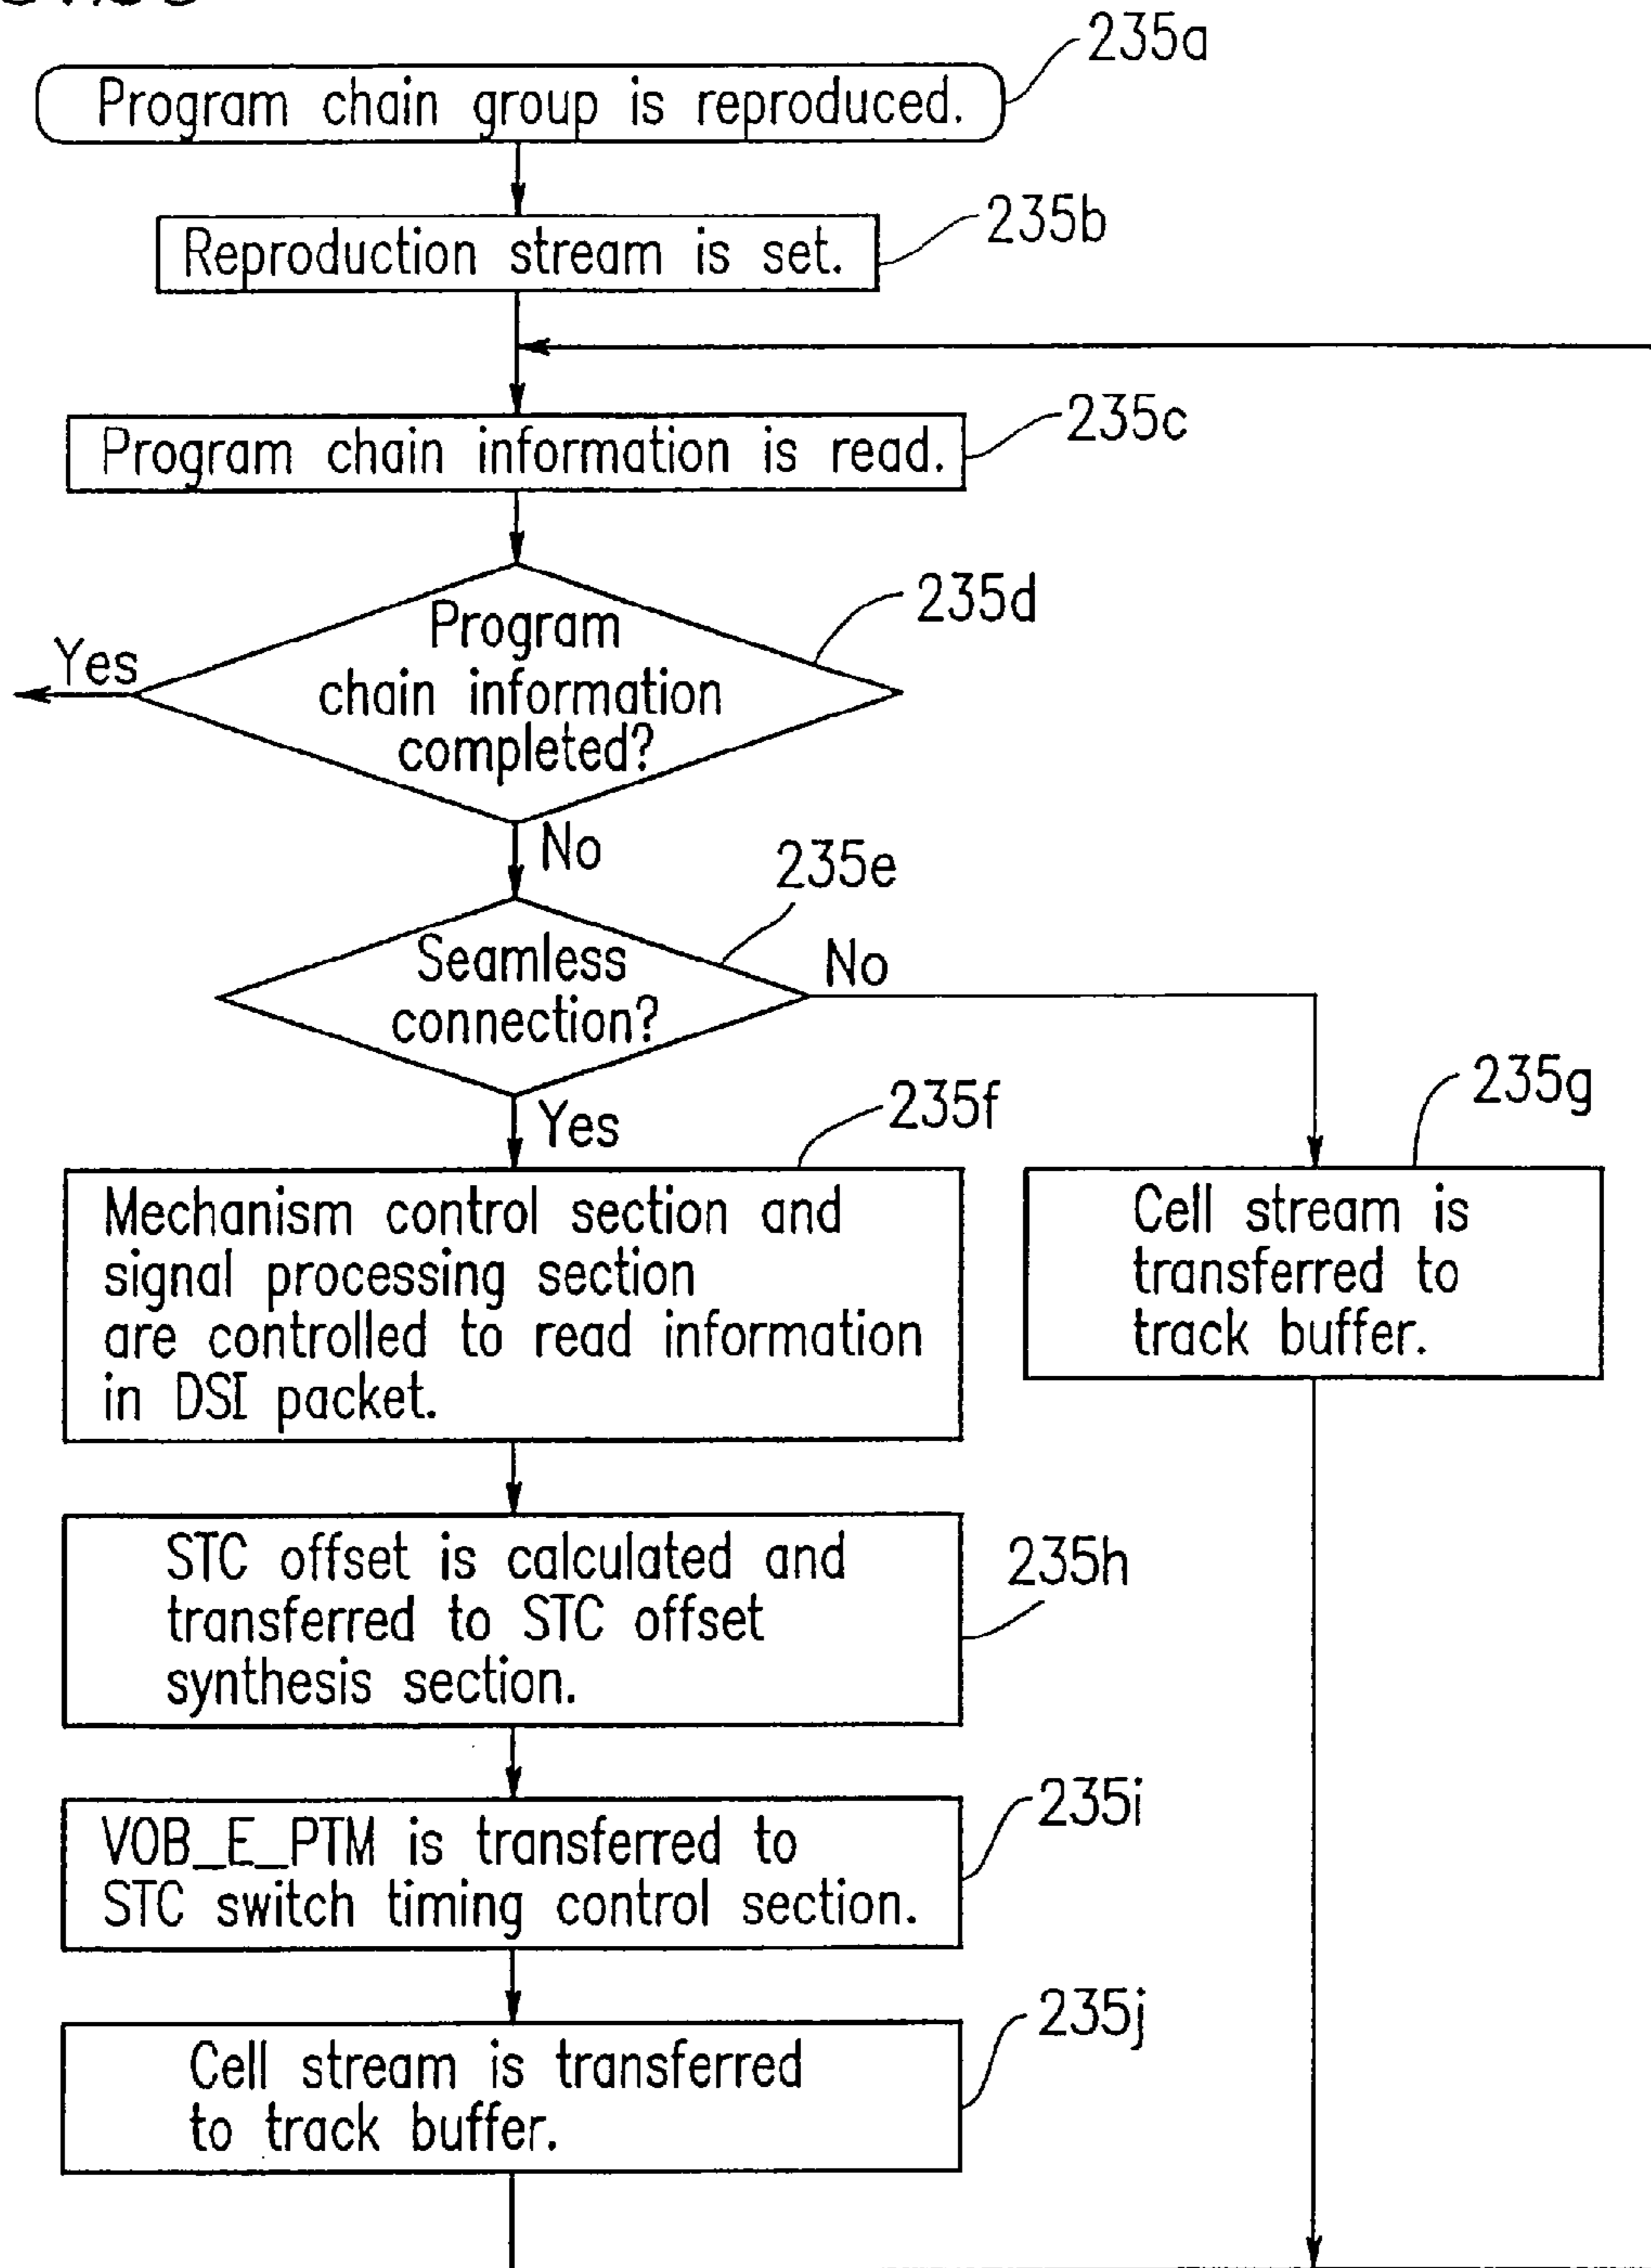 235a
Program chain group is reproduced.
235b
Reproduction stream is set.
235c
Program chain information is read.
235d
Program
chain information
completed?
Yes
No
235e
Seamless
connection?
No
Yes
235f
Mechanism control section and
signal processing section
are controlled to read information
in DSI packet.
235g
Cell stream is
transferred to
track buffer.
235h
STC offset is calculated and
transferred to STC offset
synthesis section.
235i
VOB_E_PTM is transferred to
STC switch timing control section.
235j
Cell stream is transferred
to track buffer.